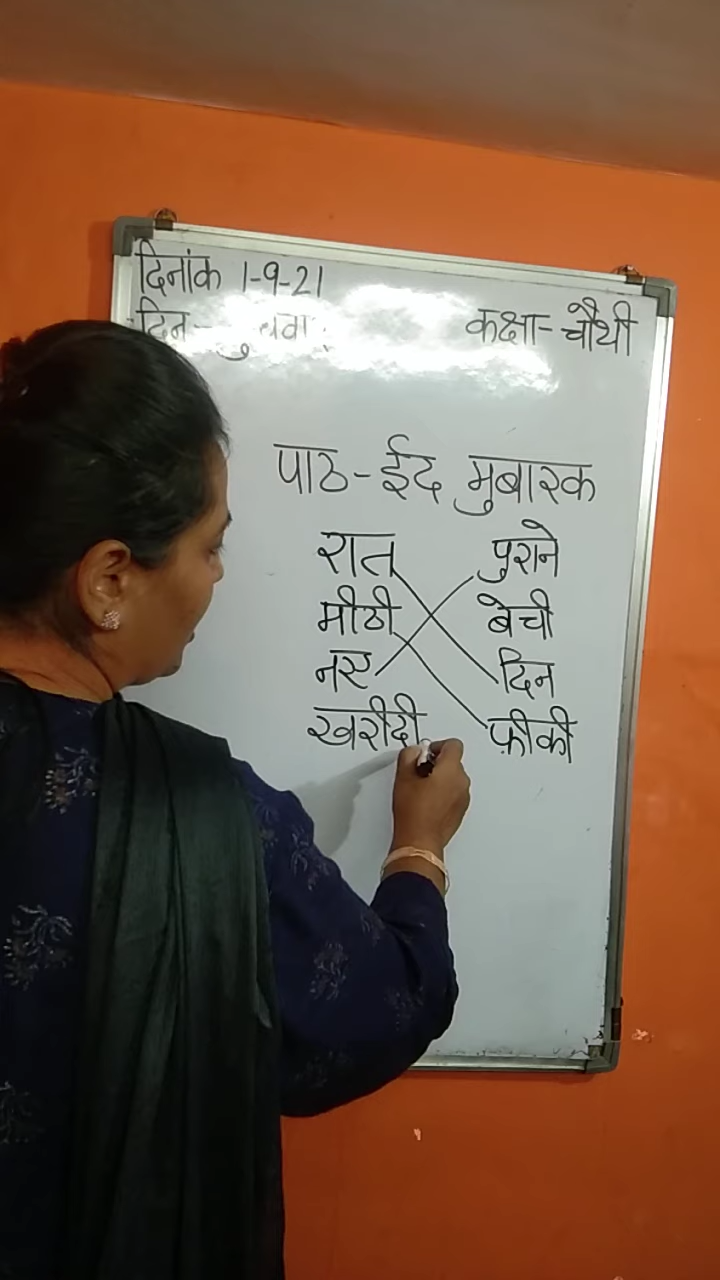 दिनांक 1-9-21
दिन-
कक्षा-चौथी
पाठ-ईद मुबारक
रात पुराने
मीठी बेची
नए दिन
खरीदी फ़ीकी